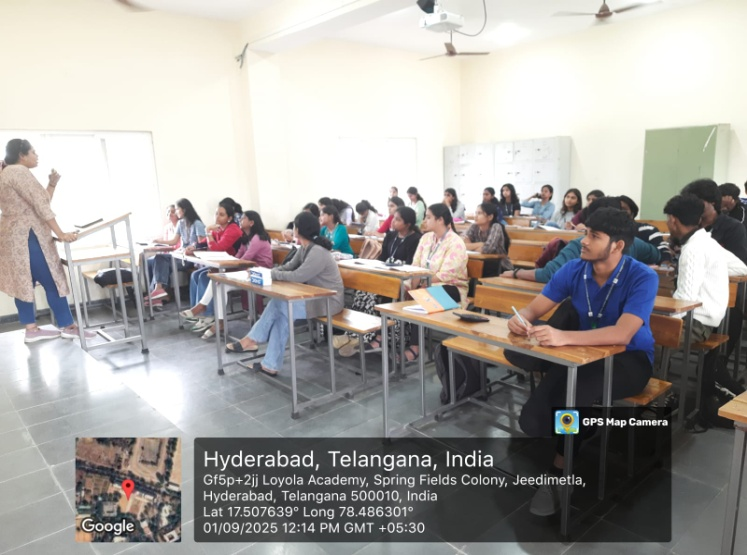 GPS Map Camera
Hyderabad, Telangana, India
Gf5p+2jj Loyola Academy, Spring Fields Colony, Jeedimetla,
Hyderabad, Telangana 500010, India
Lat 17.507639° Long 78.486301°
01/09/2025 12:14 PM GMT +05:30
Google